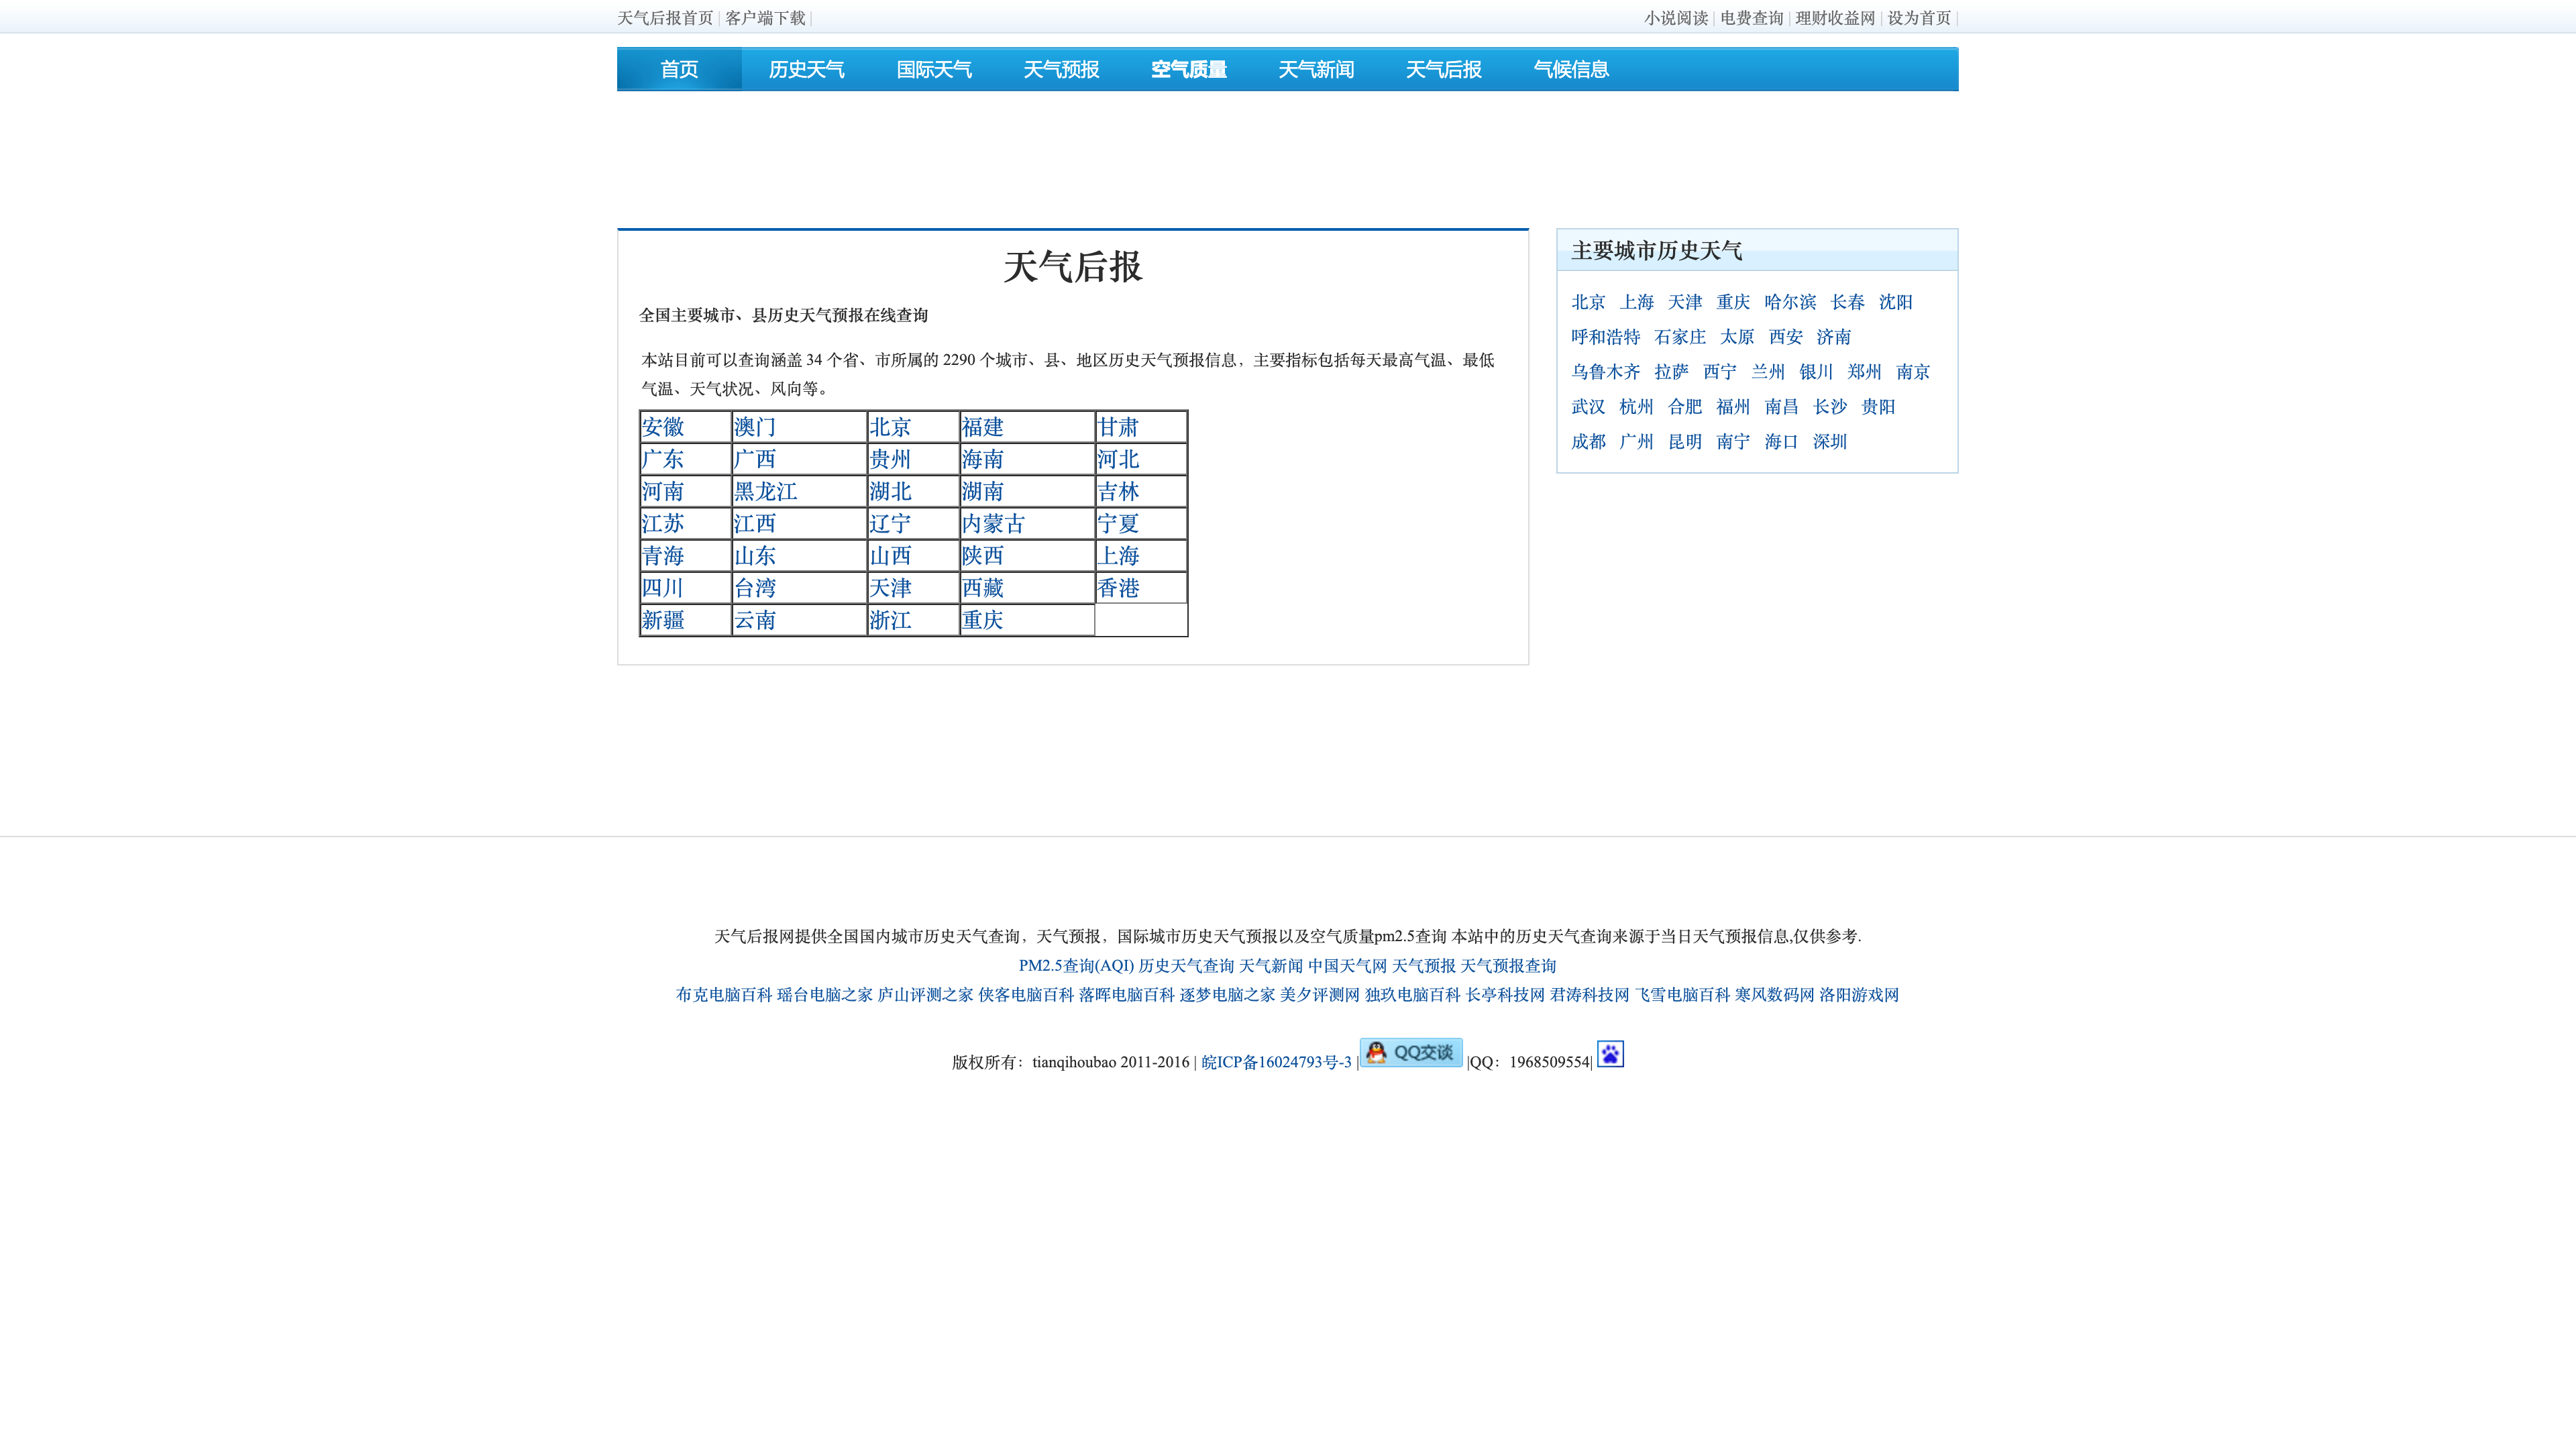 天气后报首页 | 客户端下载 |
小说阅读 | 电费查询 | 理财收益网 | 设为首页 |
首页 历史天气 国际天气 天气预报 空气质量 天气新闻 天气后报 气候信息
天气后报
全国主要城市、县历史天气预报在线查询
本站目前可以查询涵盖 34 个省、市所属的 2290 个城市、县、地区历史天气预报信息，主要指标包括每天最高气温、最低
气温、天气状况、风向等。
安徽 澳门 北京 福建 甘肃
广东 广西 贵州 海南 河北
河南 黑龙江 湖北 湖南 吉林
江苏 江西 辽宁 内蒙古 宁夏
青海 山东 山西 陕西 上海
四川 台湾 天津 西藏 香港
新疆 云南 浙江 重庆
主要城市历史天气
北京 上海 天津 重庆 哈尔滨 长春 沈阳
呼和浩特 石家庄 太原 西安 济南
乌鲁木齐 拉萨 西宁 兰州 银川 郑州 南京
武汉 杭州 合肥 福州 南昌 长沙 贵阳
成都 广州 昆明 南宁 海口 深圳
天气后报网提供全国国内城市历史天气查询，天气预报，国际城市历史天气预报以及空气质量pm2.5查询 本站中的历史天气查询来源于当日天气预报信息,仅供参考.
PM2.5查询(AQI) 历史天气查询 天气新闻 中国天气网 天气预报 天气预报查询
布克电脑百科 瑶台电脑之家 庐山评测之家 侠客电脑百科 落晖电脑百科 逐梦电脑之家 美夕评测网 独玖电脑百科 长亭科技网 君涛科技网 飞雪电脑百科 寒风数码网 洛阳游戏网
版权所有：tianqihoubao 2011-2016 | 皖ICP备16024793号-3 | QQ交谈 |QQ：1968509554|